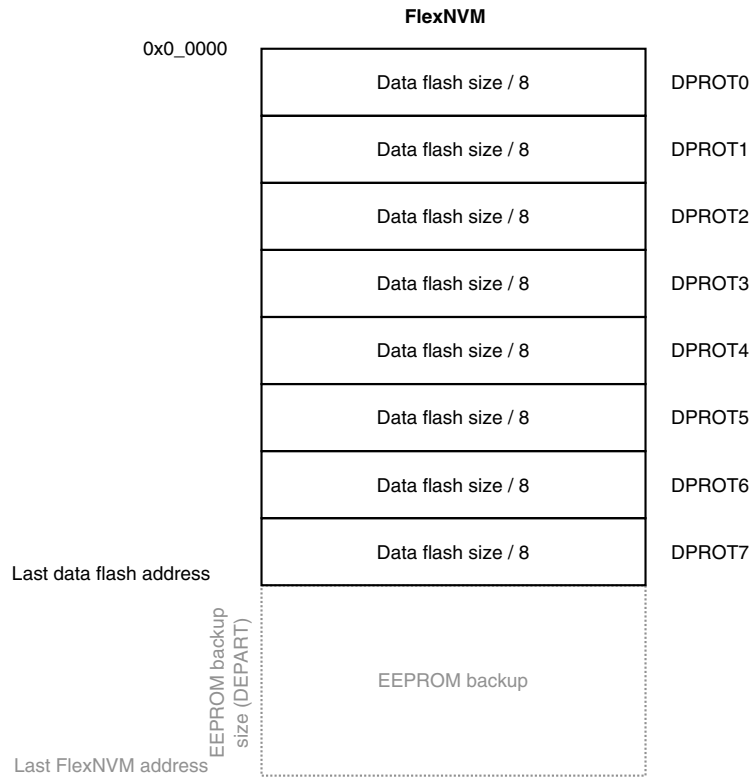 FlexNVM
0x0_0000
Data flash size / 8 DPROT0
Data flash size / 8 DPROT1
Data flash size / 8 DPROT2
Data flash size / 8 DPROT3
Data flash size / 8 DPROT4
Data flash size / 8 DPROT5
Data flash size / 8 DPROT6
Data flash size / 8 DPROT7
Last data flash address
EEPROM backup
size (DEPART)
EEPROM backup
Last FlexNVM address